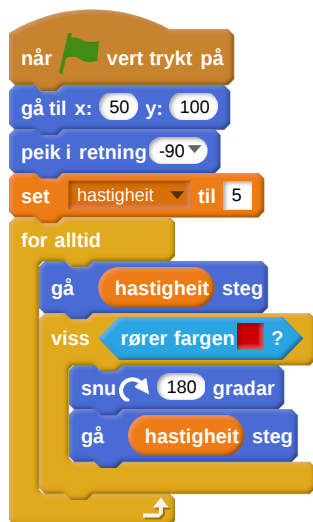 når vert trykt på
gå til x: 50 y: 100
peik i retning -90
set hastigheit til 5
for alltid
gå hastigheit steg
viss rører fargen ?
snu 180 gradar
gå hastigheit steg